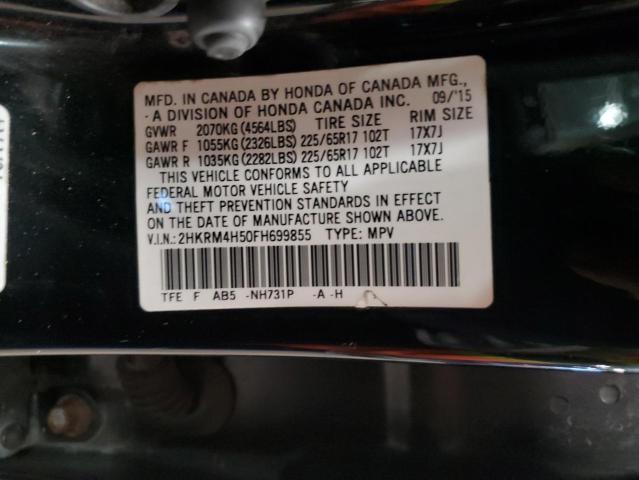 MFD. IN CANADA BY HONDA OF CANADA MFG.,
- A DIVISION OF HONDA CANADA INC. 09/'15
GVWR 2070KG (4564LBS) TIRE SIZE RIM SIZE
GAWR F 1055KG (2326LBS) 225/65R17 102T 17X7J
GAWR R 1035KG (2282LBS) 225/65R17 102T 17X7J
THIS VEHICLE CONFORMS TO ALL APPLICABLE
FEDERAL MOTOR VEHICLE SAFETY
AND THEFT PREVENTION STANDARDS IN EFFECT
ON THE DATE OF MANUFACTURE SHOWN ABOVE.
V.I.N.:2HKRM4H50FH699855 TYPE: MPV
TFE F AB5 -NH731P -A -H